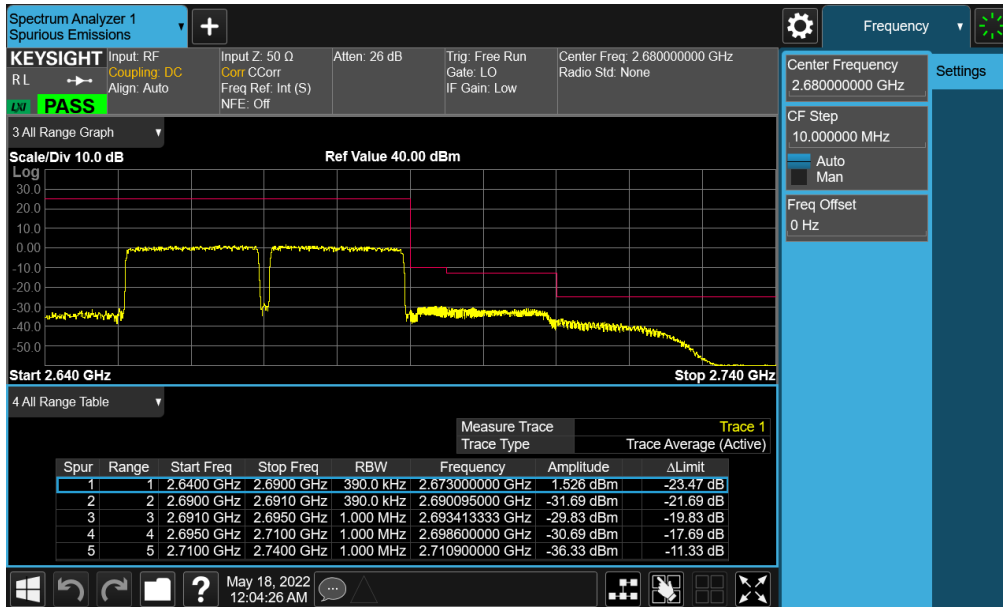 Spectrum Analyzer 1
Spurious Emissions
Frequency
KEYSIGHT Input: RF Input Z: 50 Ω Atten: 26 dB Trig: Free Run Center Freq: 2.680000000 GHz
R L Coupling: DC Corr CCorr Gate: LO Radio Std: None
Align: Auto Freq Ref: Int (S) IF Gain: Low
LXI PASS NFE: Off
Center Frequency
2.680000000 GHz
Settings
CF Step
10.000000 MHz
Auto
Man
Freq Offset
0 Hz
3 All Range Graph
Scale/Div 10.0 dB Ref Value 40.00 dBm
Log
30.0
20.0
10.0
0.00
-10.0
-20.0
-30.0
-40.0
-50.0
Start 2.640 GHz Stop 2.740 GHz
4 All Range Table
Measure Trace Trace 1
Trace Type Trace Average (Active)
Spur Range Start Freq Stop Freq RBW Frequency Amplitude ΔLimit
1 1 2.6400 GHz 2.6900 GHz 390.0 kHz 2.673000000 GHz 1.526 dBm -23.47 dB
2 2 2.6900 GHz 2.6910 GHz 390.0 kHz 2.690095000 GHz -31.69 dBm -21.69 dB
3 3 2.6910 GHz 2.6950 GHz 1.000 MHz 2.693413333 GHz -29.83 dBm -19.83 dB
4 4 2.6950 GHz 2.7100 GHz 1.000 MHz 2.698600000 GHz -30.69 dBm -17.69 dB
5 5 2.7100 GHz 2.7400 GHz 1.000 MHz 2.710900000 GHz -36.33 dBm -11.33 dB
? May 18, 2022
12:04:26 AM